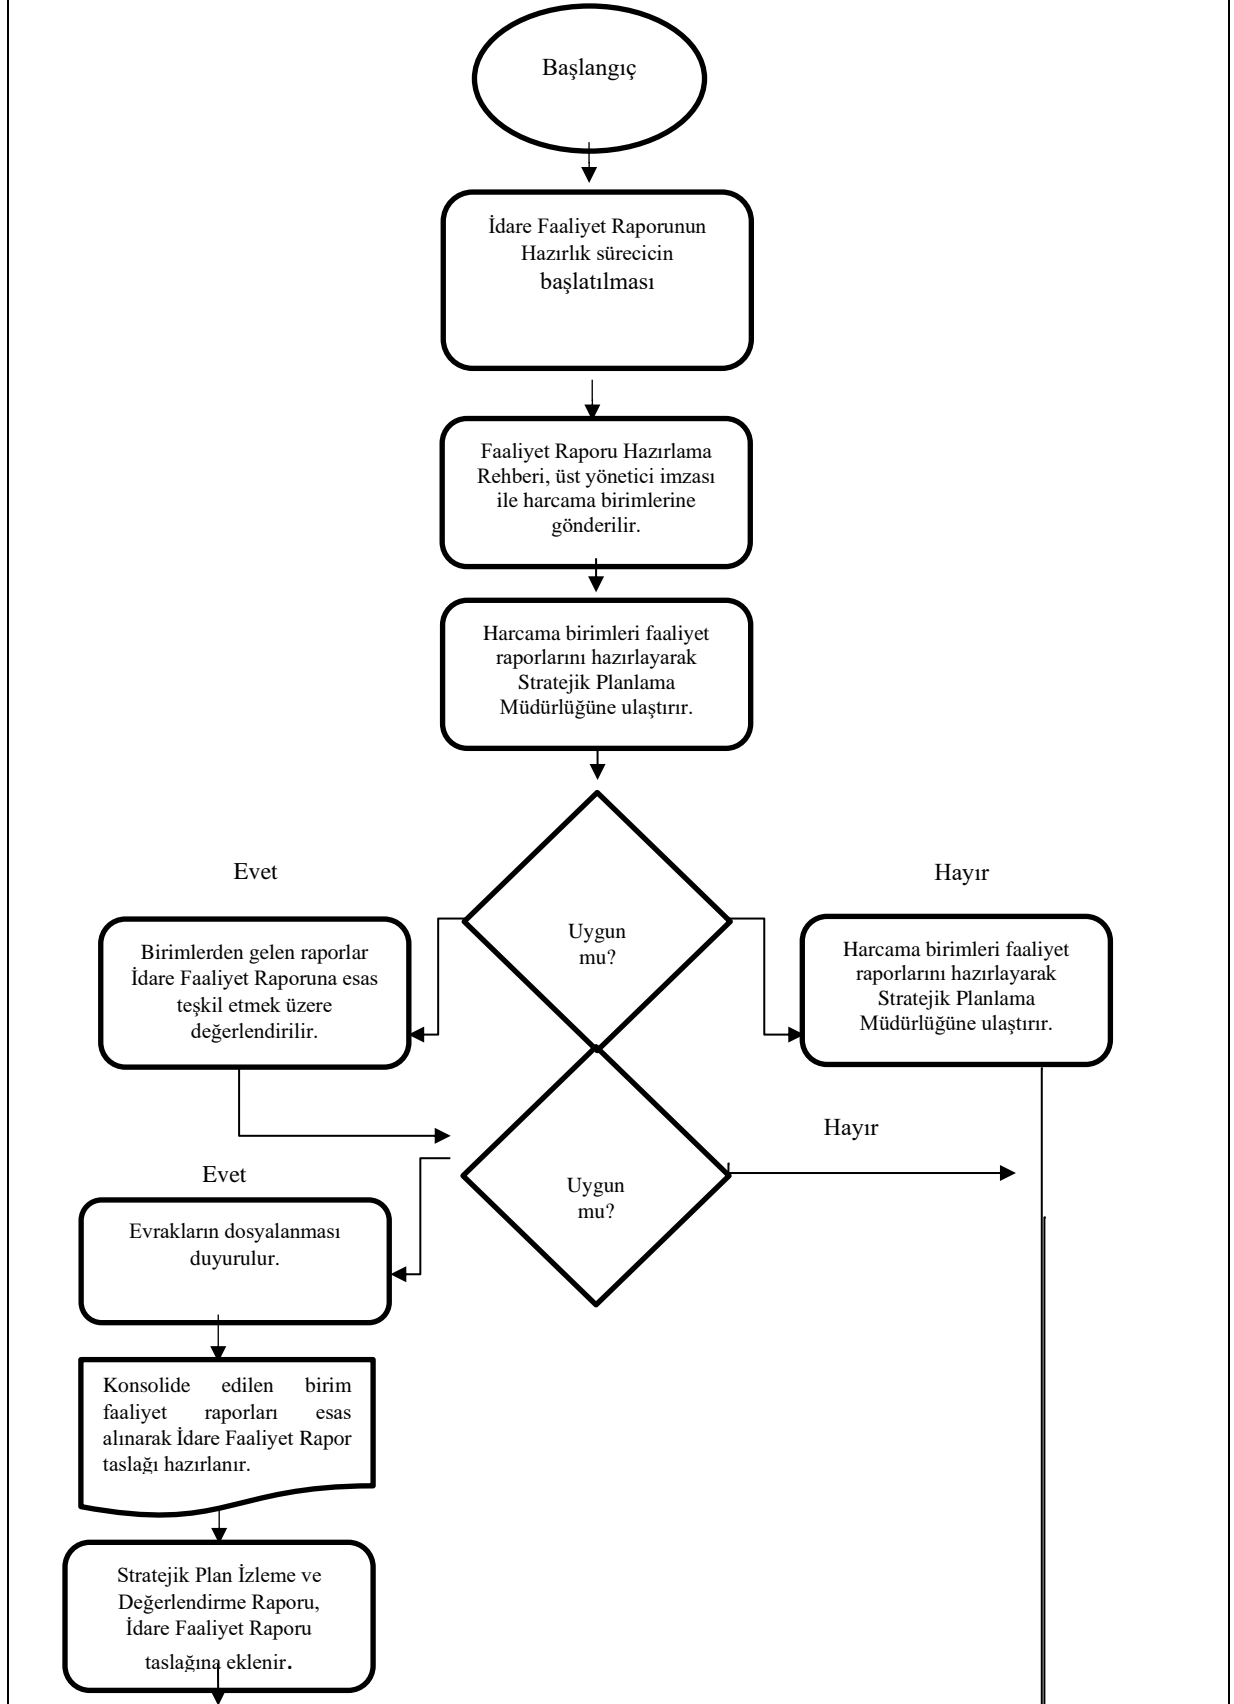 Başlangıç
İdare Faaliyet Raporunun
Hazırlık sürecicin
başlatılması
Faaliyet Raporu Hazırlama
Rehberi, üst yönetici imzası
ile harcama birimlerine
gönderilir.
Harcama birimleri faaliyet
raporlarını hazırlayarak
Stratejik Planlama
Müdürlüğüne ulaştırır.
Evet
Hayır
Birimlerden gelen raporlar
İdare Faaliyet Raporuna esas
teşkil etmek üzere
değerlendirilir.
Uygun
mu?
Harcama birimleri faaliyet
raporlarını hazırlayarak
Stratejik Planlama
Müdürlüğüne ulaştırır.
Hayır
Evet
Uygun
mu?
Evrakların dosyalanması
duyurulur.
Konsolide edilen birim
faaliyet raporları esas
alınarak İdare Faaliyet Rapor
taslağı hazırlanır.
Stratejik Plan İzleme ve
Değerlendirme Raporu,
İdare Faaliyet Raporu
taslağına eklenir.